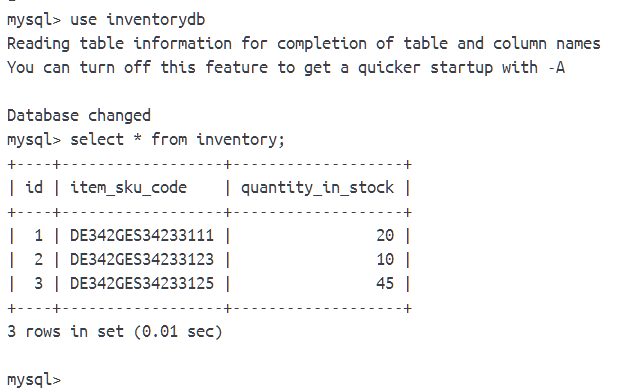 mysql> use inventorydb
Reading table information for completion of table and column names
You can turn off this feature to get a quicker startup with -A

Database changed
mysql> select * from inventory;
+----+------------------+-------------------+
| id | item_sku_code    | quantity_in_stock |
+----+------------------+-------------------+
|  1 | DE342GES34233111 |                20 |
|  2 | DE342GES34233123 |                10 |
|  3 | DE342GES34233125 |                45 |
+----+------------------+-------------------+
3 rows in set (0.01 sec)

mysql>